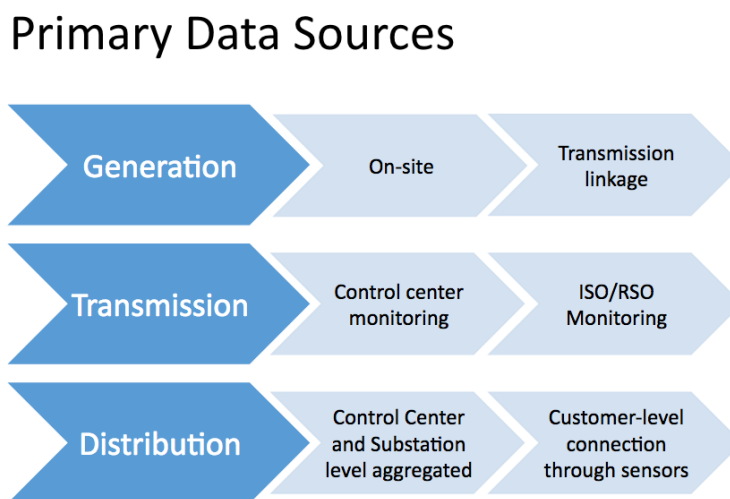 Primary Data Sources
Generation
On-site
Transmission
linkage
Transmission
Control center
monitoring
ISO/RSO
Monitoring
Distribution
Control Center
and Substation
level aggregated
Customer-level
connection
through sensors